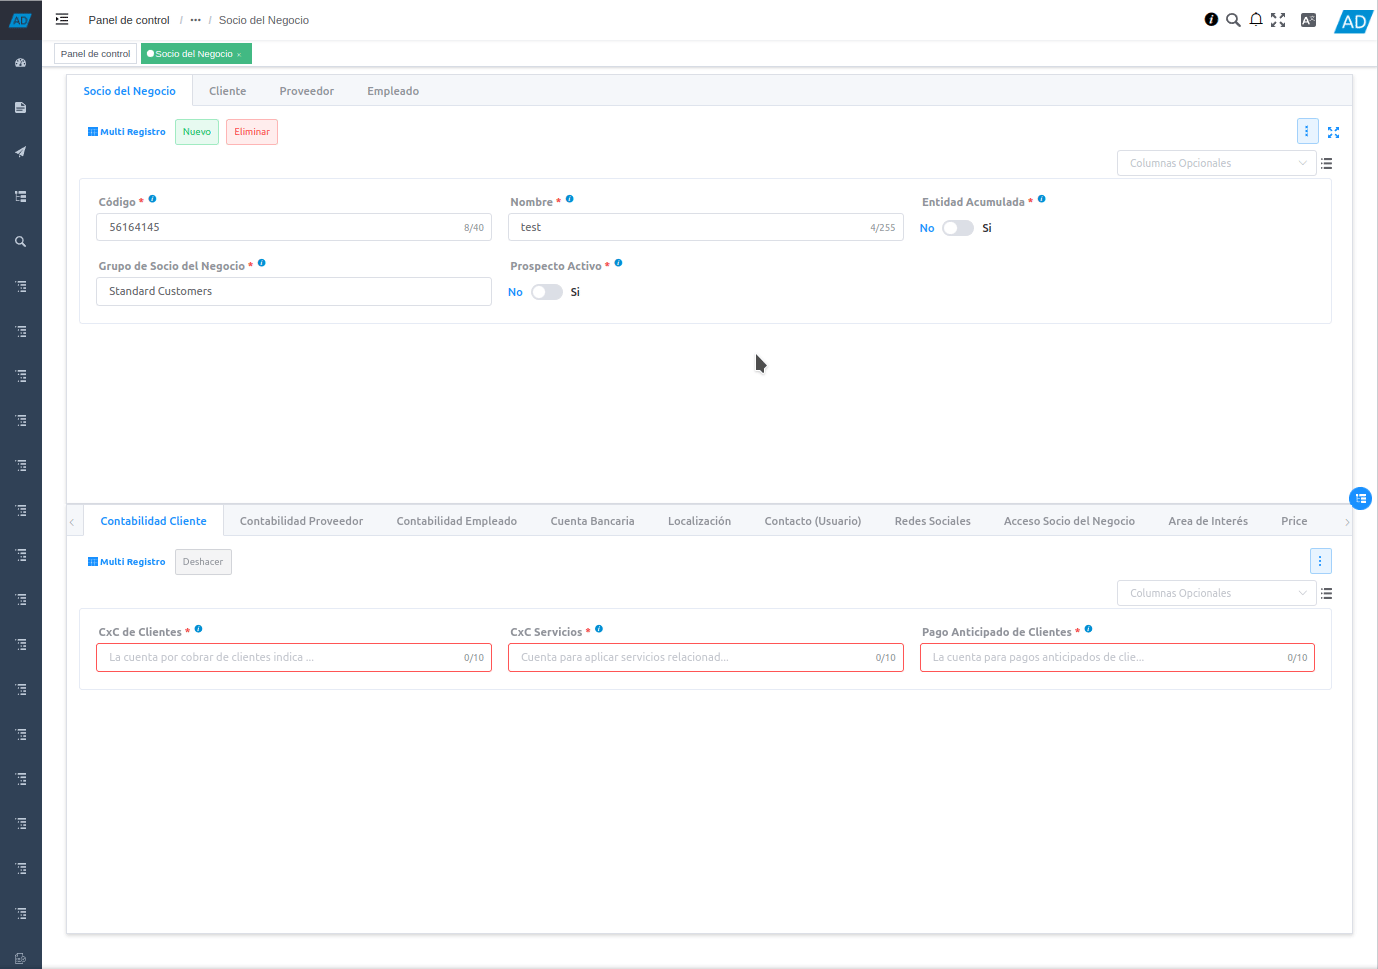 AD
Panel de control / ··· / Socio del Negocio
AD
Panel de control
Socio del Negocio ×
Socio del Negocio
Cliente
Proveedor
Empleado
Multi Registro
Nuevo
Eliminar
Columnas Opcionales
Código *
56164145
8/40
Nombre *
test
4/255
Entidad Acumulada *
No
Si
Grupo de Socio del Negocio *
Standard Customers
Prospecto Activo *
No
Si
Contabilidad Cliente
Contabilidad Proveedor
Contabilidad Empleado
Cuenta Bancaria
Localización
Contacto (Usuario)
Redes Sociales
Acceso Socio del Negocio
Area de Interés
Price
Multi Registro
Deshacer
Columnas Opcionales
CxC de Clientes *
La cuenta por cobrar de clientes indica ...
0/10
CxC Servicios *
Cuenta para aplicar servicios relacionad...
0/10
Pago Anticipado de Clientes *
La cuenta para pagos anticipados de clie...
0/10